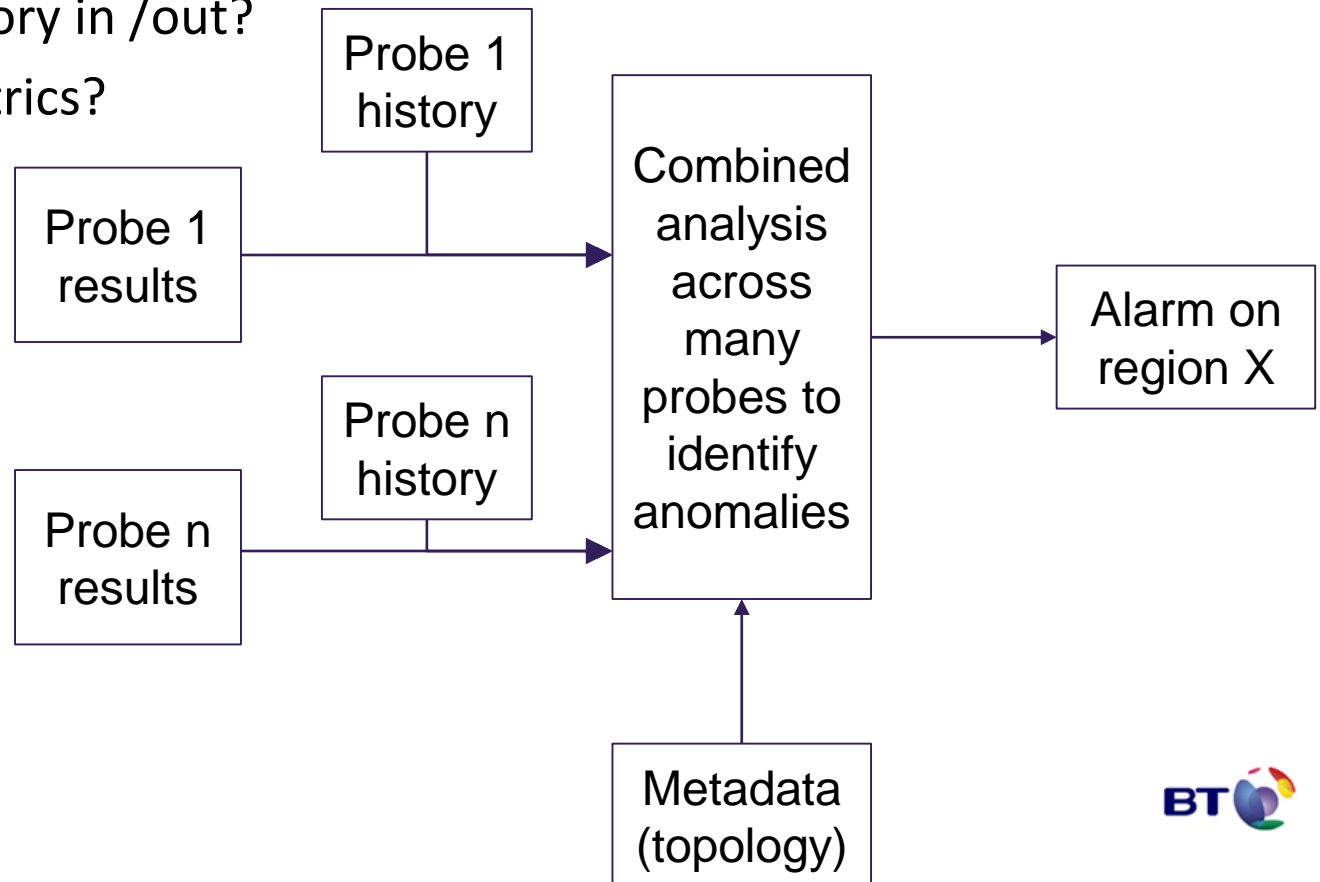 ory in /out?
trics?
Probe 1
history
Probe 1
results
Combined
analysis
across
many
probes to
identify
anomalies
Alarm on
region X
Probe n
history
Probe n
results
Metadata
(topology)
BT